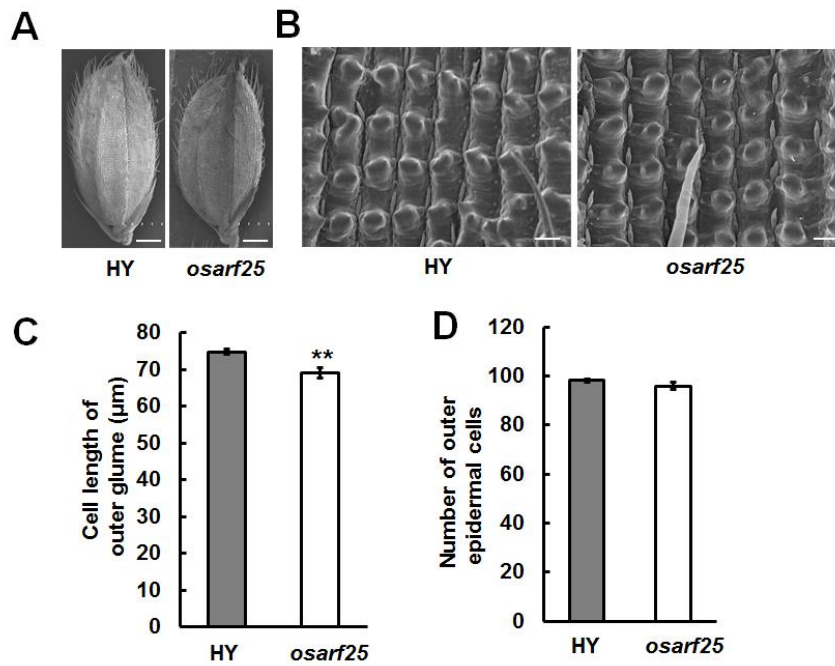 A
B
HY
osarf25
HY
osarf25
C
D
Cell length of
outer glume (μm)
80
70
60
50
40
30
20
10
0
**
HY
osarf25
Number of outer
epidermal cells
120
100
80
60
40
20
0
HY
osarf25